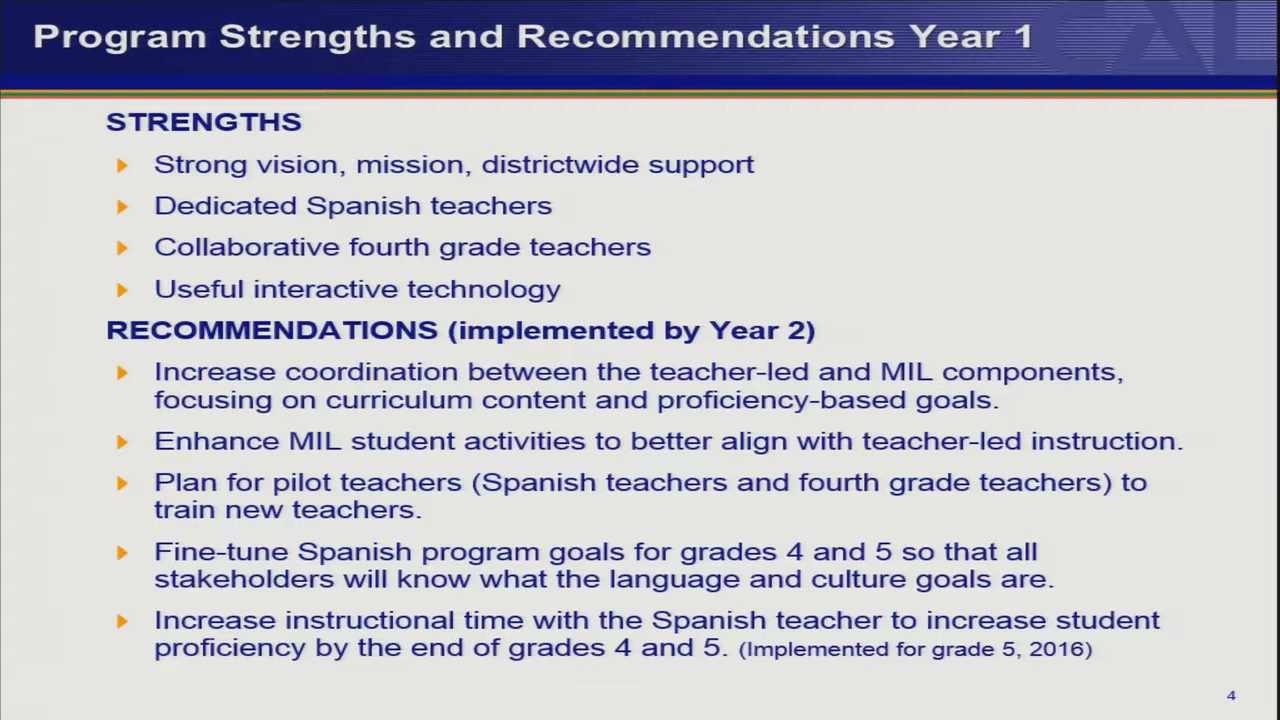 Program Strengths and Recommendations Year 1
CAL
STRENGTHS
Strong vision, mission, districtwide support
Dedicated Spanish teachers
Collaborative fourth grade teachers
Useful interactive technology
RECOMMENDATIONS (implemented by Year 2)
Increase coordination between the teacher-led and MIL components,
focusing on curriculum content and proficiency-based goals.
Enhance MIL student activities to better align with teacher-led instruction.
Plan for pilot teachers (Spanish teachers and fourth grade teachers) to
train new teachers.
Fine-tune Spanish program goals for grades 4 and 5 so that all
stakeholders will know what the language and culture goals are.
Increase instructional time with the Spanish teacher to increase student
proficiency by the end of grades 4 and 5. (Implemented for grade 5, 2016)
4